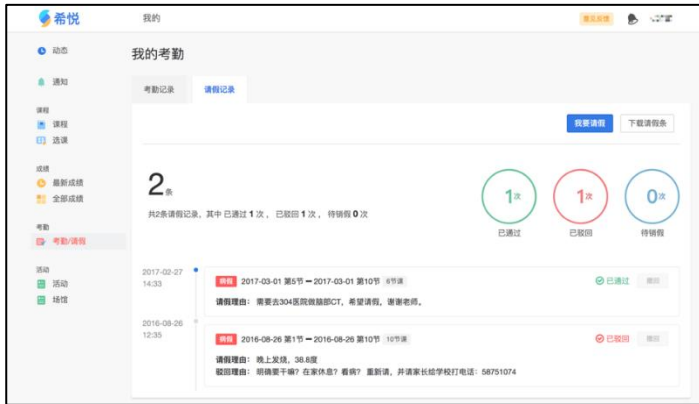 希悦
我的
意见反馈
动态
通知
课程
课程
选课
成绩
最新成绩
全部成绩
考勤
考勤/请假
活动
活动
场馆
我的考勤
考勤记录 请假记录
我要请假 下载请假条
2条
共2条请假记录，其中 已通过 1 次， 已驳回 1 次， 待销假 0 次
1次 1次 0次
已通过 已驳回 待销假
2017-02-27
14:33
病假 2017-03-01 第5节 ━ 2017-03-01 第10节 6节课 已通过 撤回
请假理由： 需要去304医院做脑部CT，希望请假，谢谢老师。
2016-08-26
12:35
病假 2016-08-26 第1节 ━ 2016-08-26 第10节 10节课 已驳回 撤回
请假理由： 晚上发烧，38.8度
驳回理由： 明确要干嘛？在家休息？看病？ 重新请，并请家长给学校打电话：58751074